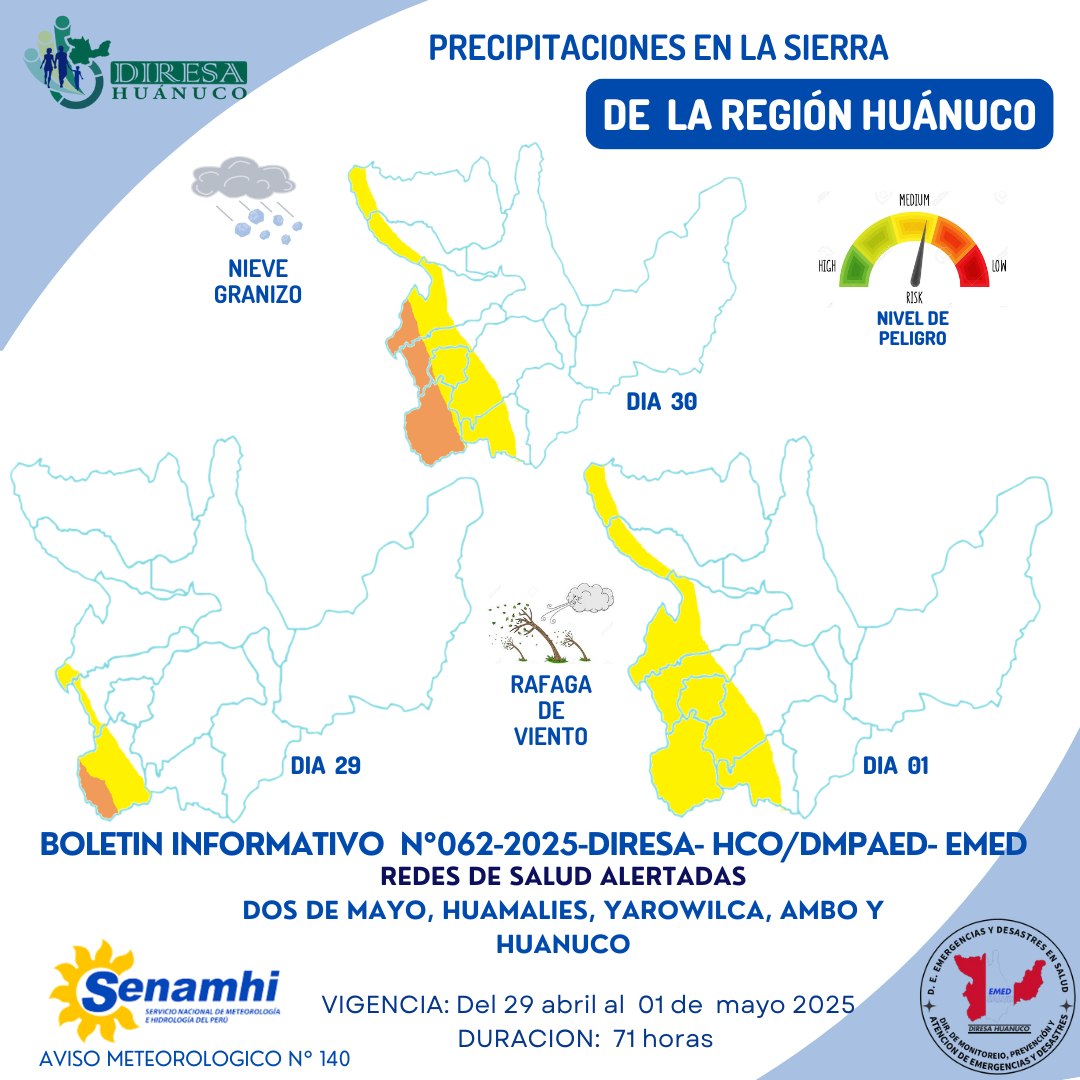 DIRESA
HUÁNUCO
PRECIPITACIONES EN LA SIERRA
DE LA REGIÓN HUÁNUCO
NIEVE
GRANIZO
MEDIUM
HIGH
LOW
RISK
NIVEL DE
PELIGRO
DIA 30
RAFAGA
DE
VIENTO
DIA 29
DIA 01
BOLETIN INFORMATIVO N°062-2025-DIRESA- HCO/DMPAED- EMED
REDES DE SALUD ALERTADAS
DOS DE MAYO, HUAMALIES, YAROWILCA, AMBO Y
HUANUCO
Senamhi
SERVICIO NACIONAL DE METEOROLOGÍA
E HIDROLOGÍA DEL PERÚ
AVISO METEOROLOGICO N° 140
VIGENCIA: Del 29 abril al 01 de mayo 2025
DURACION: 71 horas
D. E. EMERGENCIAS Y DESASTRES EN SALUD
EMED
DIRESA HUANUCO
DIR. DE MONITOREIO, PREVENCIÓN Y
ATENCION DE EMERGENCIAS Y DESASTRES